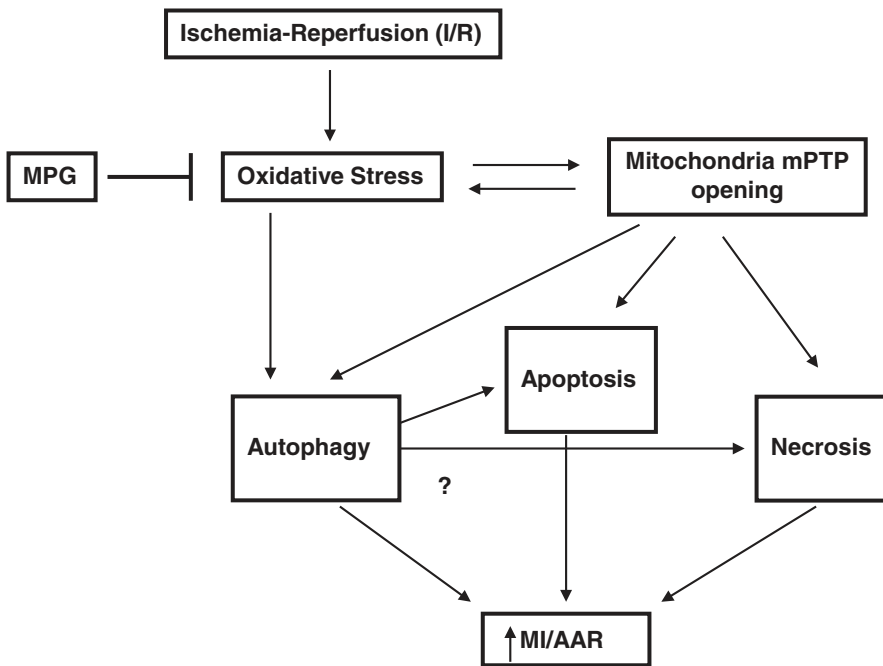 Ischemia-Reperfusion (I/R)
MPG
Oxidative Stress
Mitochondria mPTP
opening
Apoptosis
Autophagy
Necrosis
?
↑MI/AAR